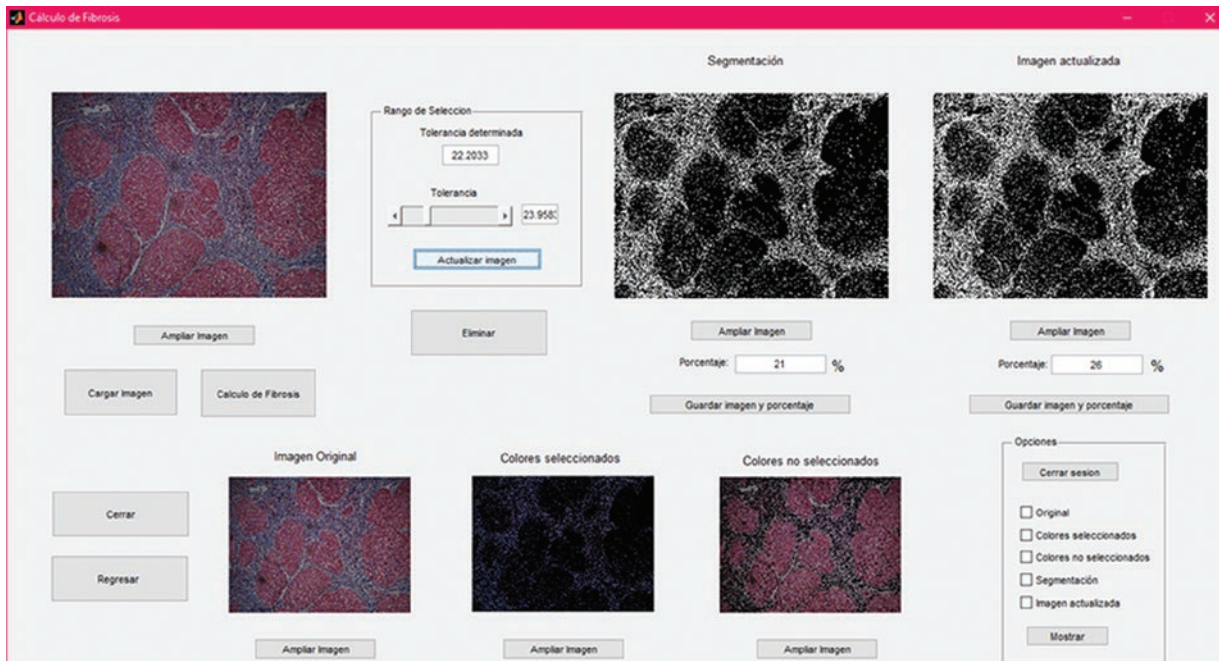 Cálculo de Fibrosis
Segmentación
Imagen actualizada
Rango de Seleccion
Tolerancia determinada
22.2033
Tolerancia
23.958
Actualizar imagen
Eliminar
Ampliar Imagen
Ampliar Imagen
Ampliar Imagen
Porcentaje: 21 %
Porcentaje: 26 %
Cargar Imagen
Calculo de Fibrosis
Guardar imagen y porcentaje
Guardar imagen y porcentaje
Imagen Original
Colores seleccionados
Colores no seleccionados
Opciones
Cerrar sesion
Cerrar
Original
Colores seleccionados
Colores no seleccionados
Regresar
Segmentación
Imagen actualizada
Mostrar
Ampliar Imagen
Ampliar Imagen
Ampliar Imagen